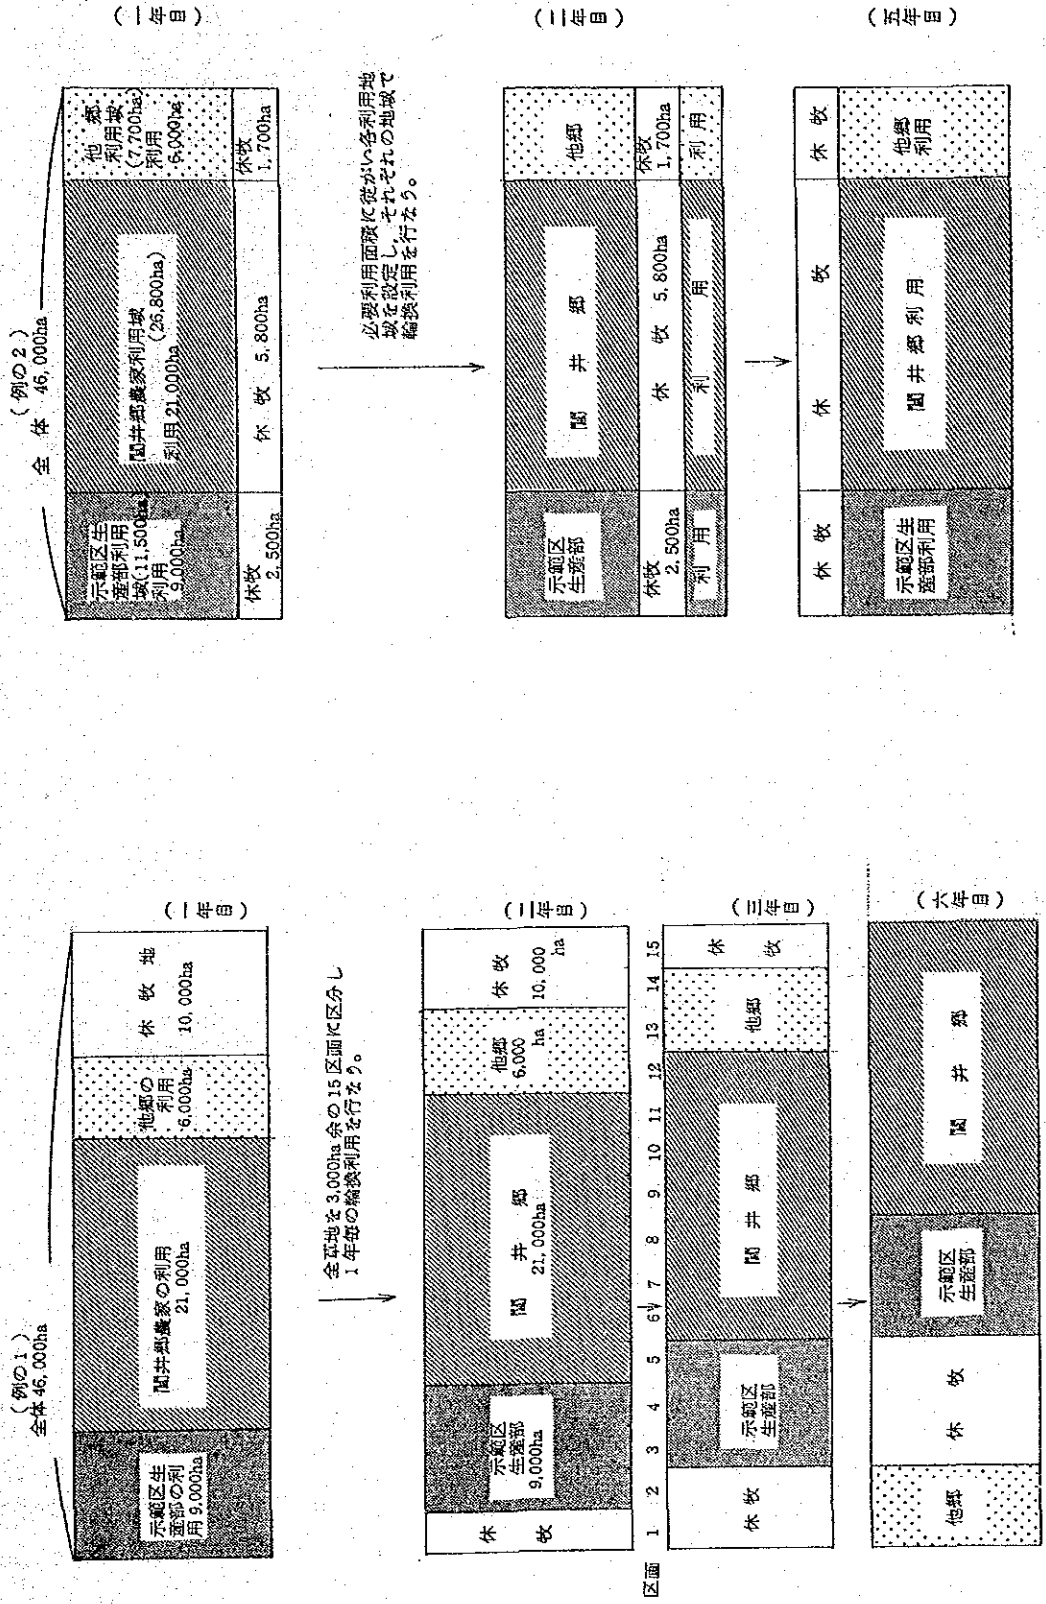 (例の1)
全体46,000ha
示範区生
産部の利
用9,000ha
閻井郷農家の利用
21,000ha
他郷の
利用
6,000ha
休牧地
10,000ha
(一年目)
全草地を3,000ha余の15区画に区分し
1年毎の輪換利用を行なう。
休牧
示範区
生産部
9,000ha
閻井郷
21,000ha
他郷
6,000
ha
休牧
10,000
ha
(二年目)
区画 1 2 3 4 5 6 7 8 9 10 11 12 13 14 15
休牧
示範区
生産部
閻井郷
他郷
休牧
(三年目)
他郷
休牧
示範区
生産部
閻井郷
(六年目)
(例の2)
全体 46,000ha
示範区生
産部利用
域(11,500ha)
利用
9,000ha
閻井郷農家利用域
(26,800ha)
利用21,000ha
他郷
利用域
(7,700ha)
利用
6,000ha
休牧
2,500ha
休牧 5,800ha
休牧
1,700ha
(一年目)
必要利用面積に従がい各利用地
域を設定し、それぞれの地域で
輪換利用を行なう。
示範区
生産部
閻井郷
他郷
休牧
2,500ha
休牧 5,800ha
休牧
1,700ha
利用
利用
利用
(二年目)
休牧
休牧
休牧
示範区生
産部利用
閻井郷利用
他郷
利用
(五年目)